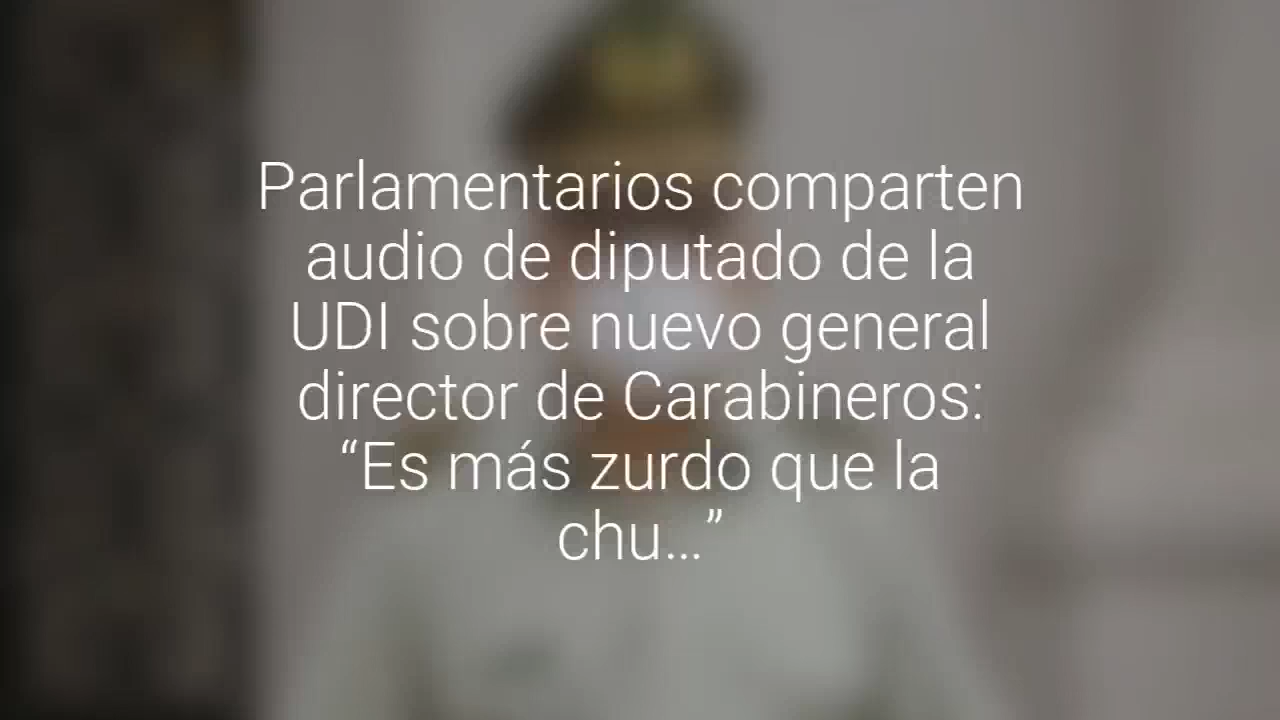 Parlamentarios comparten
audio de diputado de la
UDI sobre nuevo general
director de Carabineros:
“Es más zurdo que la
chu...”